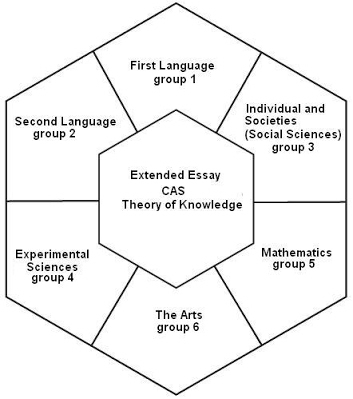 First Language
group 1
Second Language
group 2
Individual and
Societies
(Social Sciences)
group 3
Extended Essay
CAS
Theory of Knowledge
Experimental
Sciences
group 4
Mathematics
group 5
The Arts
group 6